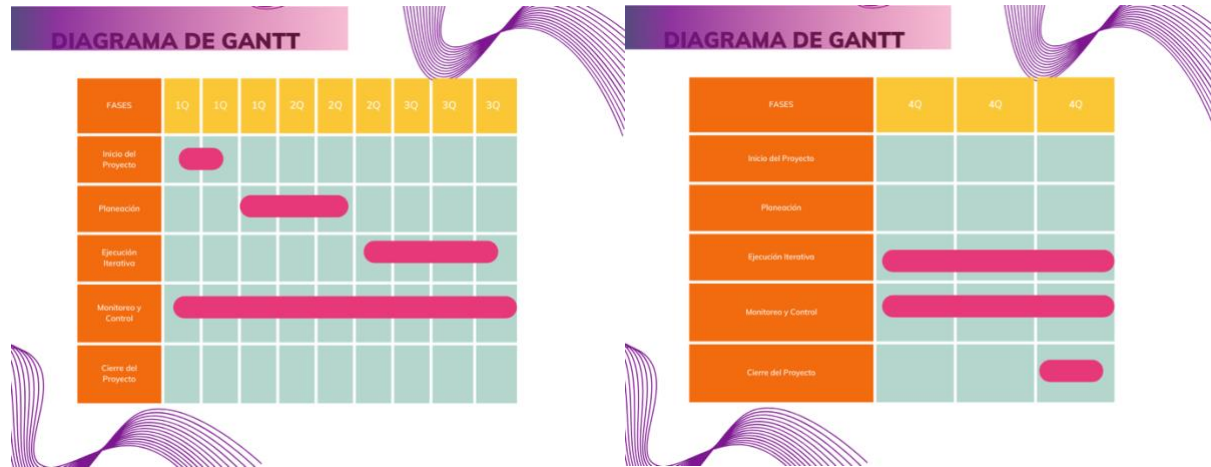 DIAGRAMA DE GANTT
FASES 1Q 1Q 1Q 2Q 2Q 2Q 3Q 3Q 3Q
Inicio del
Proyecto
Planeación
Ejecución
Iterativa
Monitoreo y
Control
Cierre del
Proyecto
DIAGRAMA DE GANTT
FASES 4Q 4Q 4Q
Inicio del Proyecto
Planeación
Ejecución Iterativa
Monitoreo y Control
Cierre del Proyecto